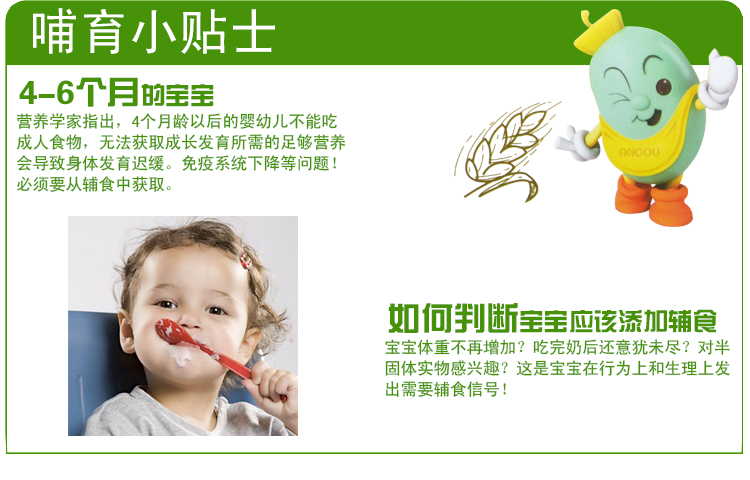 哺育小贴士
4-6个月的宝宝
营养学家指出，4个月龄以后的婴幼儿不能吃
成人食物，无法获取成长发育所需的足够营养
会导致身体发育迟缓。免疫系统下降等问题！
必须要从辅食中获取。
ANDOU
如何判断宝宝应该添加辅食
宝宝体重不再增加？吃完奶后还意犹未尽？对半
固体实物感兴趣？这是宝宝在行为上和生理上发
出需要辅食信号！